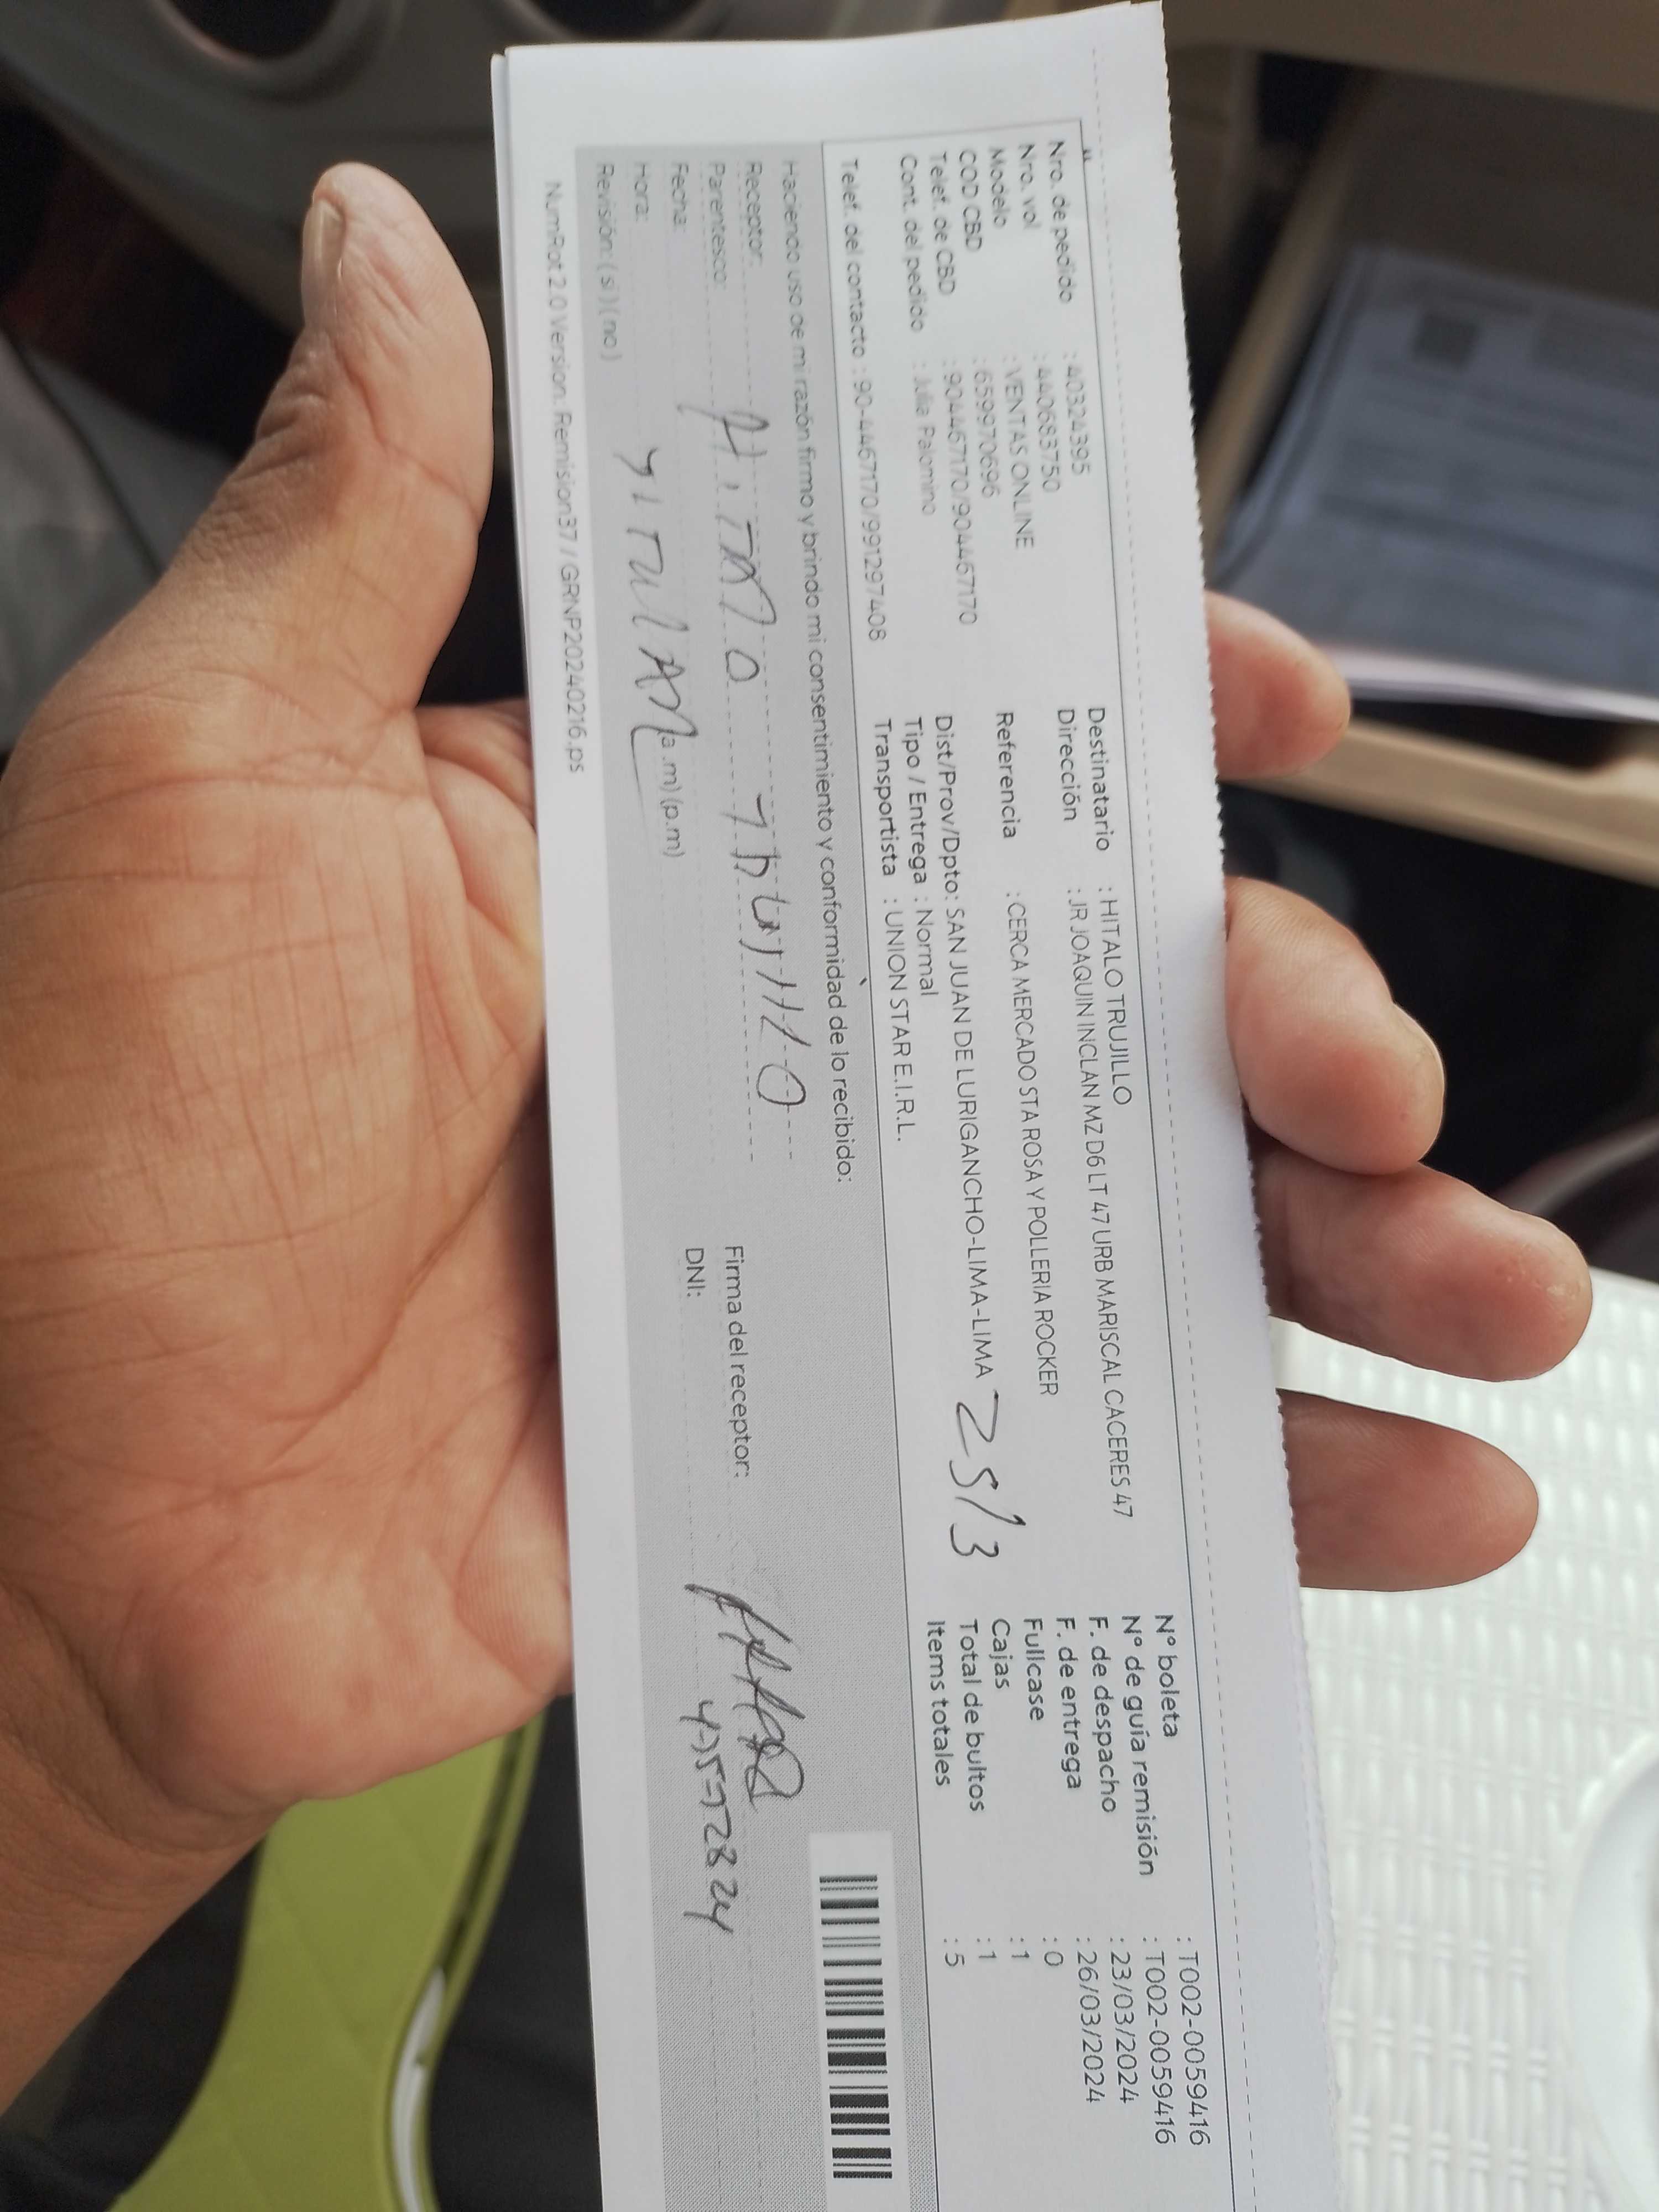 Nro. de pedido : 40324395
Nro. vol : 440683750
Modelo : VENTAS ONLINE
COD CBD : 659970696
Telef. de CBD : 904467170/904467170
Cont. del pedido : Julia Palomino
Telef. del contacto : 90-4467170/991297408
Destinatario : HITALO TRUJILLO
Dirección : JR JOAQUIN INCLAN MZ D6 LT 47 URB MARISCAL CACERES 47
Referencia : CERCA MERCADO STA ROSA Y POLLERIA ROCKER
Dist/Prov/Dpto: SAN JUAN DE LURIGANCHO-LIMA-LIMA
Tipo / Entrega : Normal
Transportista : UNION STAR E.I.R.L.
25/3
N° boleta : T002-0059416
N° de guía remisión : T002-0059416
F. de despacho : 23/03/2024
F. de entrega : 26/03/2024
Fullcase : 0
Cajas : 1
Total de bultos : 1
Items totales : 5
Haciendo uso de mi razón firmo y brindo mi consentimiento y conformidad de lo recibido:
Receptor:
Parentesco:
Fecha:
Hora: (a.m) (p.m)
Revisión: ( si ) ( no )
Firma del receptor:
DNI:
NumRot 2.0 Version: Remision37 / GRNP20240216.ps